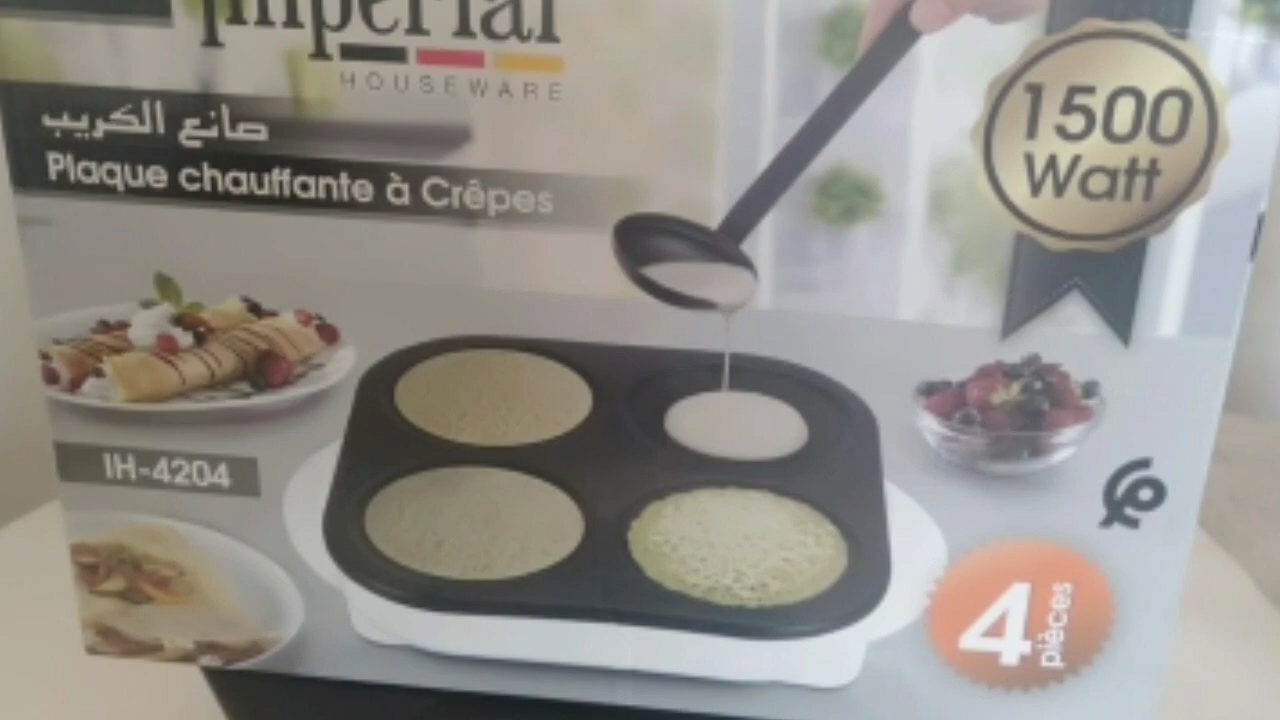 Imperial
HOUSEWARE
صانع الكريب
Plaque chauffante à Crêpes
1500
Watt
IH-4204
4
pièces